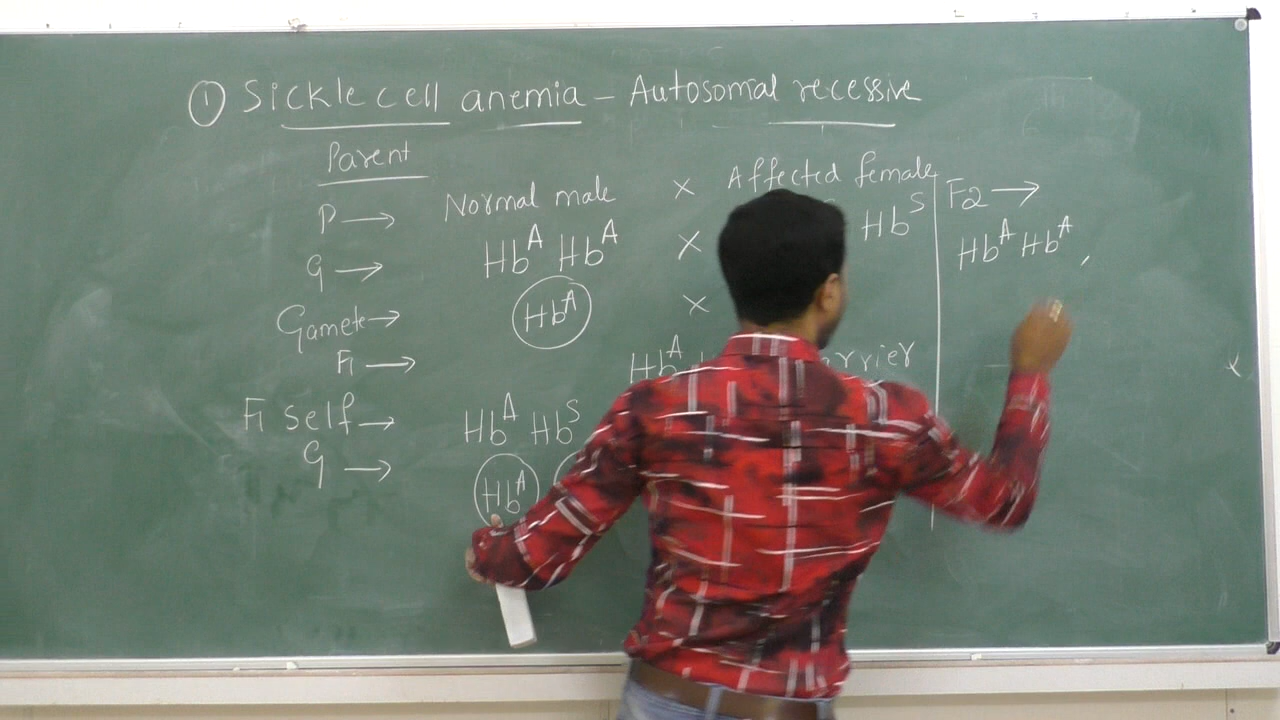 ① Sickle cell anemia – Autosomal recessive
Parent
P → Normal male × Affected female
G → Hb^A Hb^A × Hb^S
Gamete → Hb^A ×
F1 → Hb^A
F1 self → Hb^A Hb^S
G → Hb^A
F2 →
Hb^A Hb^A ,